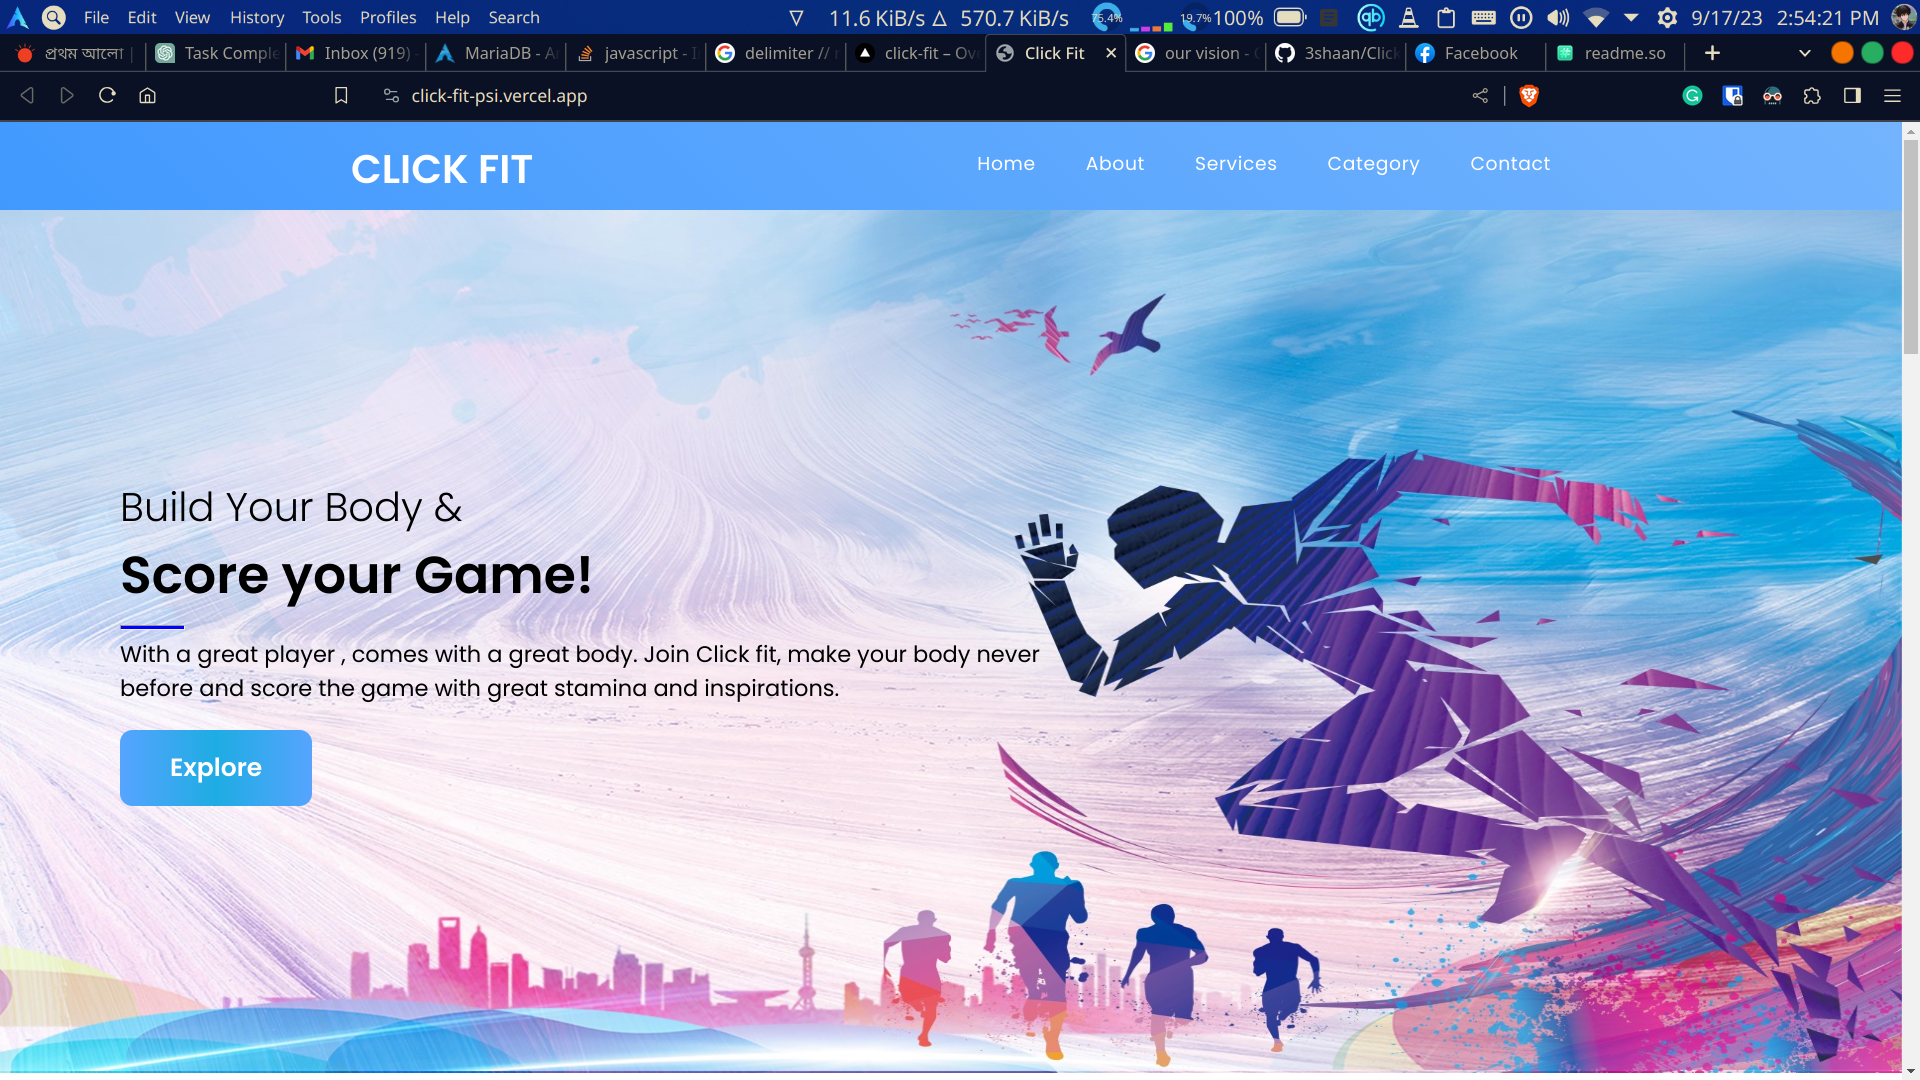 File Edit View History Tools Profiles Help Search
11.6 KiB/s 570.7 KiB/s 75.4% 19.7% 100% 9/17/23 2:54:21 PM
প্রথম আলো Task Comple Inbox (919) - MariaDB - A javascript - I delimiter // click-fit – Ov Click Fit our vision - 3shaan/Click Facebook readme.so
click-fit-psi.vercel.app
CLICK FIT Home About Services Category Contact
Build Your Body &
Score your Game!
With a great player , comes with a great body. Join Click fit, make your body never
before and score the game with great stamina and inspirations.
Explore